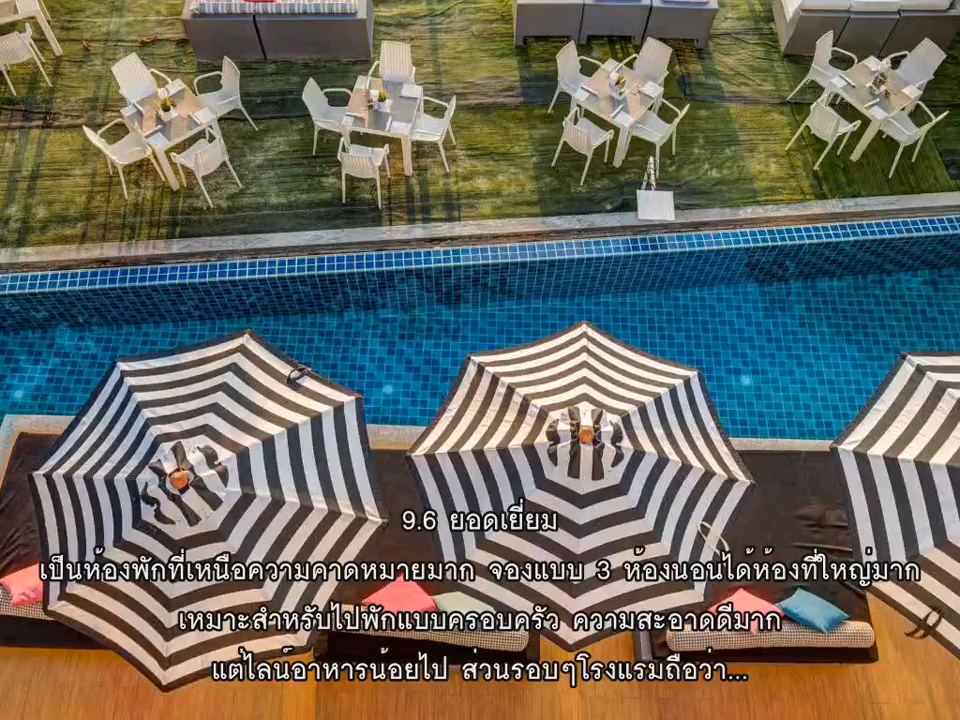 9.6 ยอดเยี่ยม
เป็นห้องพักที่เหนือความคาดหมายมาก จองแบบ 3 ห้องนอนได้ห้องที่ใหญ่มาก
เหมาะสำหรับไปพักแบบครอบครัว ความสะอาดดีมาก
แต่ไลน์อาหารน้อยไป ส่วนรอบๆโรงแรมถือว่า...